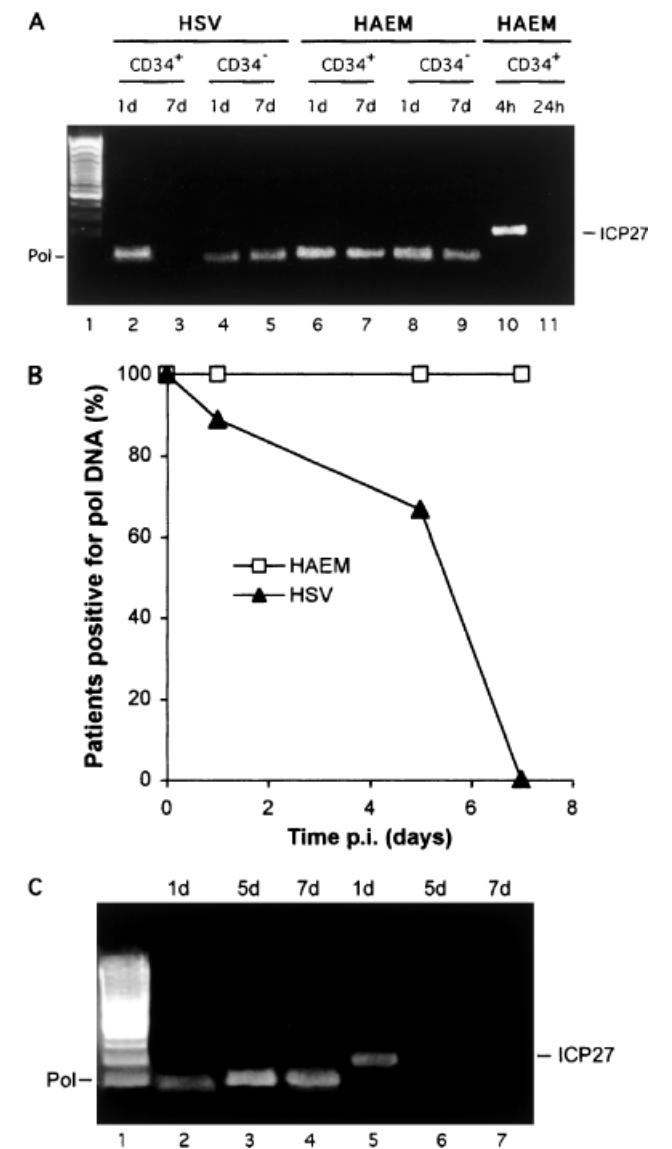 A
HSV HAEM HAEM
CD34+ CD34- CD34+ CD34- CD34+
1d 7d 1d 7d 1d 7d 1d 7d 4h 24h
Pol – – ICP27
1 2 3 4 5 6 7 8 9 10 11
B
Patients positive for pol DNA (%)
100
80
60
40
20
0
HAEM
HSV
0 2 4 6 8
Time p.i. (days)
C
1d 5d 7d 1d 5d 7d
– ICP27
Pol –
1 2 3 4 5 6 7